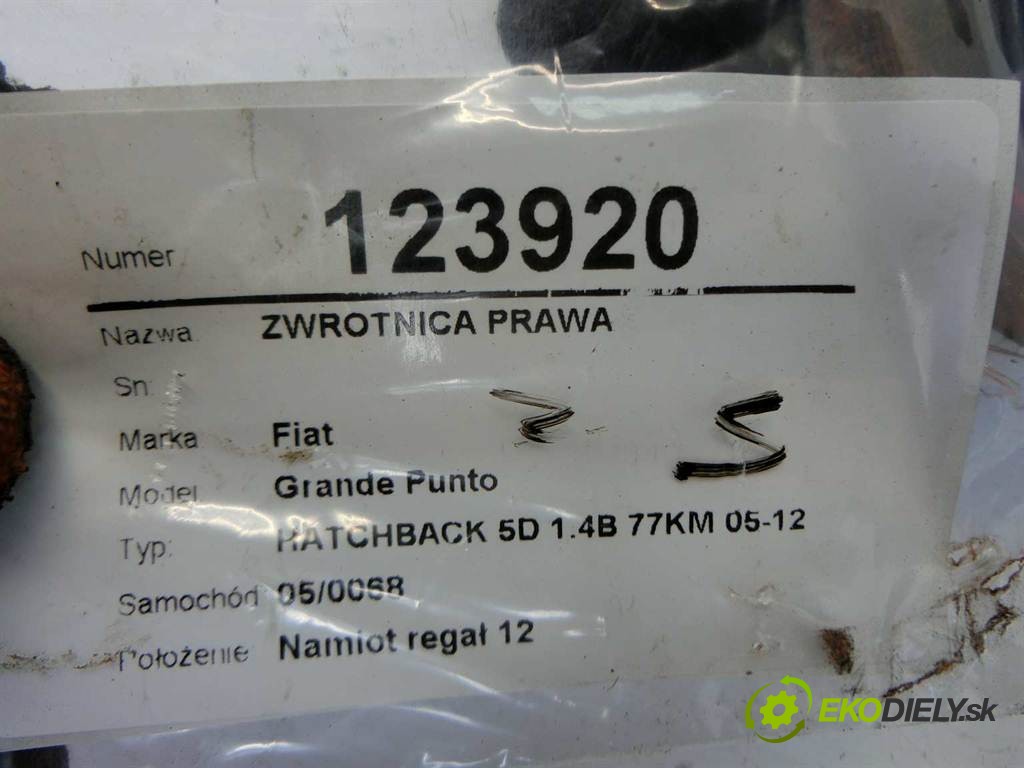 Numer 123920
Nazwa ZWROTNICA PRAWA
Sn
Marka Fiat
Model Grande Punto
Typ: HATCHBACK 5D 1.4B 77KM 05-12
Samochód 05/0068
Położenie Namiot regał 12
EKODIELY.sk